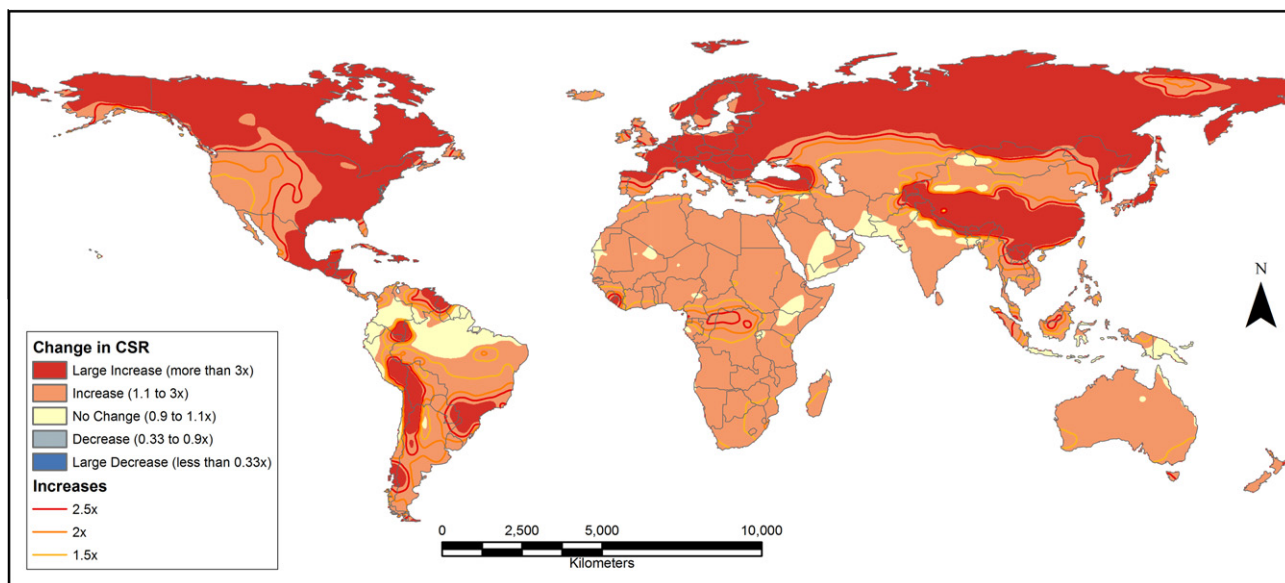 N
Change in CSR
Large Increase (more than 3x)
Increase (1.1 to 3x)
No Change (0.9 to 1.1x)
Decrease (0.33 to 0.9x)
Large Decrease (less than 0.33x)
Increases
2.5x
2x
1.5x
0 2,500 5,000 10,000
Kilometers